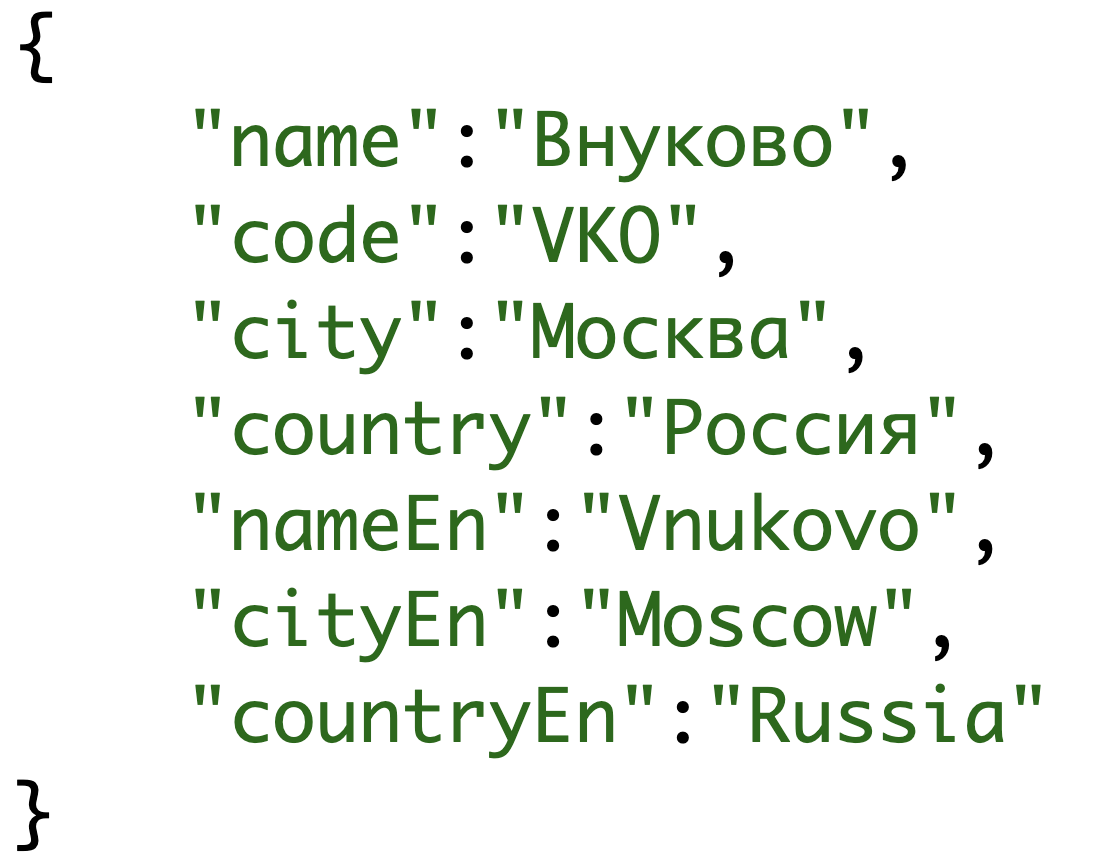 {
"name":"Внуково",
"code":"VKO",
"city":"Москва",
"country":"Россия",
"nameEn":"Vnukovo",
"cityEn":"Moscow",
"countryEn":"Russia"
}